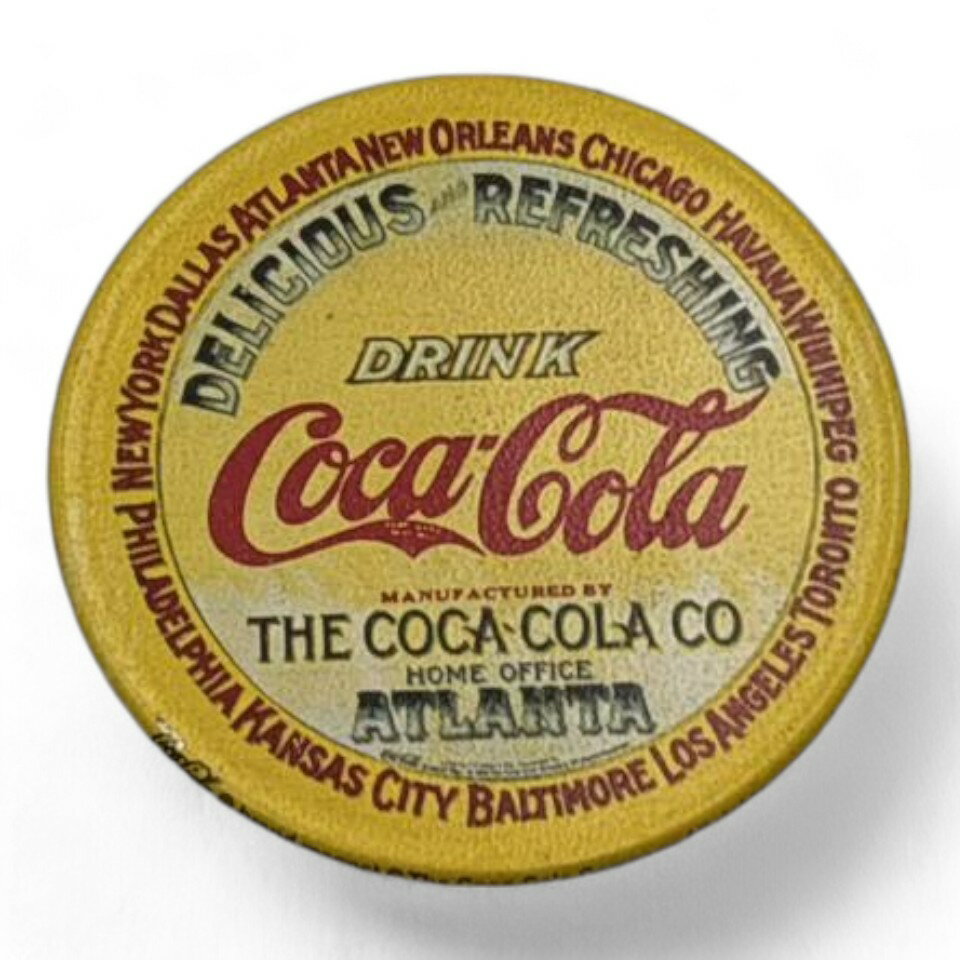 NEW YORK DALLAS ATLANTA NEW ORLEANS CHICAGO HAVANA WINNIPEG TORONTO LOS ANGELES BALTIMORE KANSAS CITY PHILADELPHIA
DELICIOUS AND REFRESHING
DRINK
Coca-Cola
MANUFACTURED BY
THE COCA-COLA CO
HOME OFFICE
ATLANTA